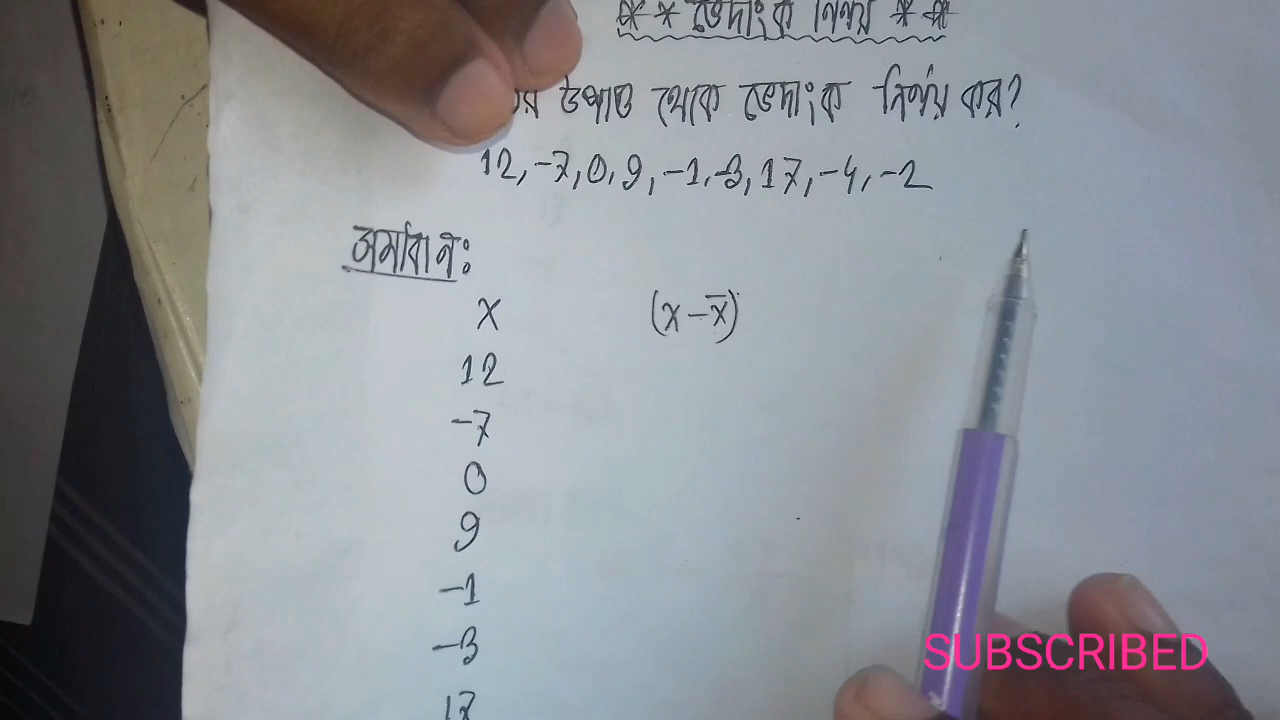 * * ভেদাংক নির্ণয় * *
উপাত্ত থেকে ভেদাংক নির্ণয় কর?
12, -7, 0, 9, -1, -3, 17, -4, -2
সমাধান:
x (x - x̄)
12
-7
0
9
-1
-3
17
SUBSCRIBED